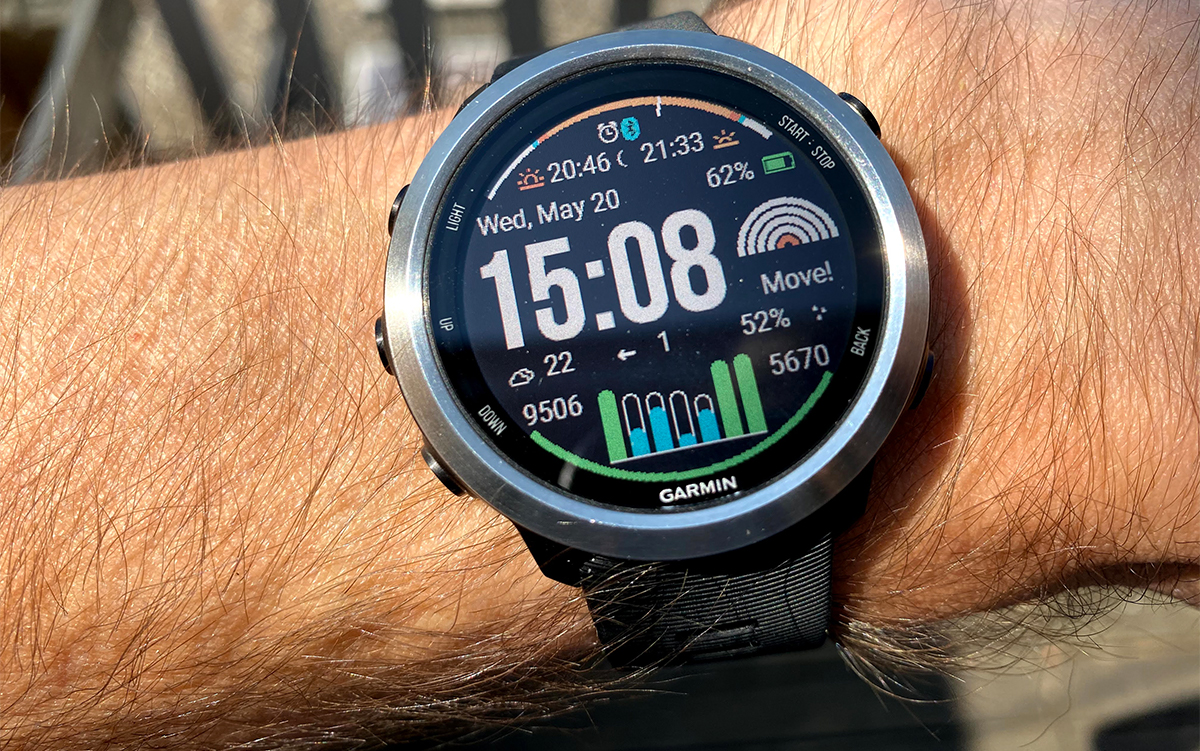 START · STOP
20:46 21:33
62%
LIGHT
Wed, May 20
15:08
Move!
UP
52%
22 1
5670
BACK
9506
DOWN
GARMIN